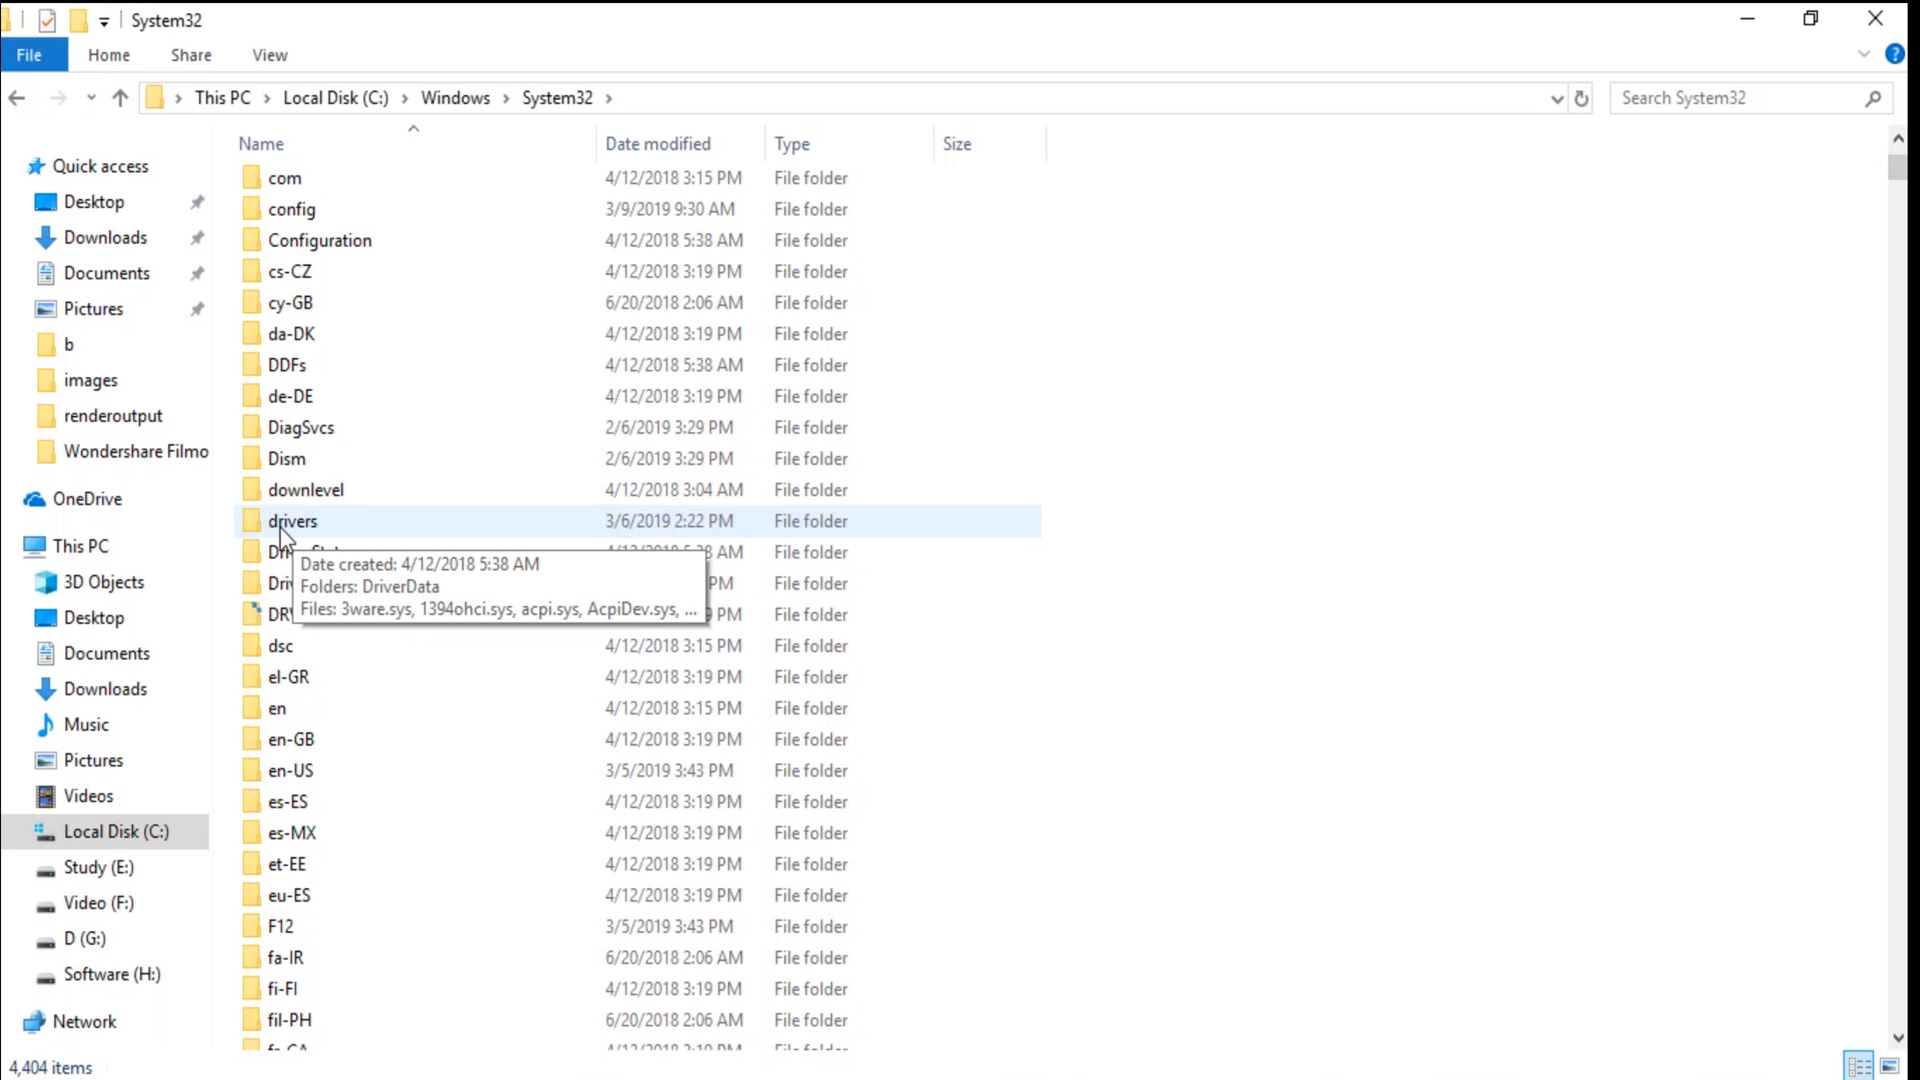 System32
File Home Share View
This PC Local Disk (C:) Windows System32
Search System32
Name Date modified Type Size
Quick access
Desktop
Downloads
Documents
Pictures
b
images
renderoutput
Wondershare Filmo
OneDrive
This PC
3D Objects
Desktop
Documents
Downloads
Music
Pictures
Videos
Local Disk (C:)
Study (E:)
Video (F:)
D (G:)
Software (H:)
Network
com 4/12/2018 3:15 PM File folder
config 3/9/2019 9:30 AM File folder
Configuration 4/12/2018 5:38 AM File folder
cs-CZ 4/12/2018 3:19 PM File folder
cy-GB 6/20/2018 2:06 AM File folder
da-DK 4/12/2018 3:19 PM File folder
DDFs 4/12/2018 5:38 AM File folder
de-DE 4/12/2018 3:19 PM File folder
DiagSvcs 2/6/2019 3:29 PM File folder
Dism 2/6/2019 3:29 PM File folder
downlevel 4/12/2018 3:04 AM File folder
drivers 3/6/2019 2:22 PM File folder
AM File folder
Date created: 4/12/2018 5:38 AM
Folders: DriverData
Files: 3ware.sys, 1394ohci.sys, acpi.sys, AcpiDev.sys, ...
PM File folder
PM File folder
dsc 4/12/2018 3:15 PM File folder
el-GR 4/12/2018 3:19 PM File folder
en 4/12/2018 3:15 PM File folder
en-GB 4/12/2018 3:19 PM File folder
en-US 3/5/2019 3:43 PM File folder
es-ES 4/12/2018 3:19 PM File folder
es-MX 4/12/2018 3:19 PM File folder
et-EE 4/12/2018 3:19 PM File folder
eu-ES 4/12/2018 3:19 PM File folder
F12 3/5/2019 3:43 PM File folder
fa-IR 6/20/2018 2:06 AM File folder
fi-FI 4/12/2018 3:19 PM File folder
fil-PH 6/20/2018 2:06 AM File folder
4,404 items